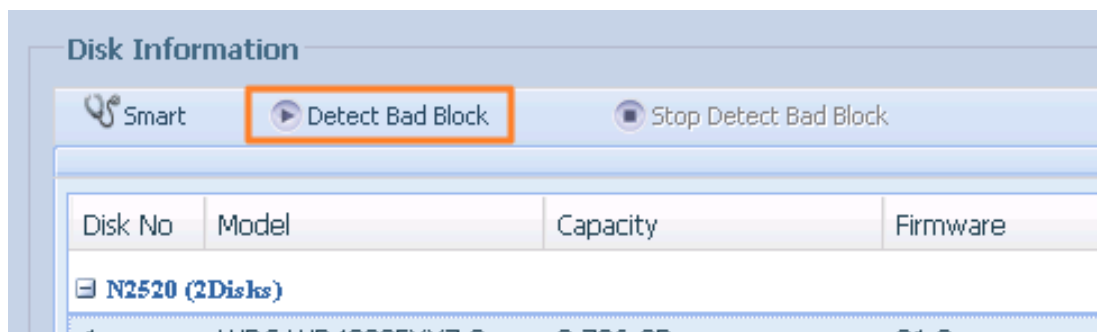 Disk Information
Smart Detect Bad Block Stop Detect Bad Block
Disk No Model Capacity Firmware
N2520 (2Disks)